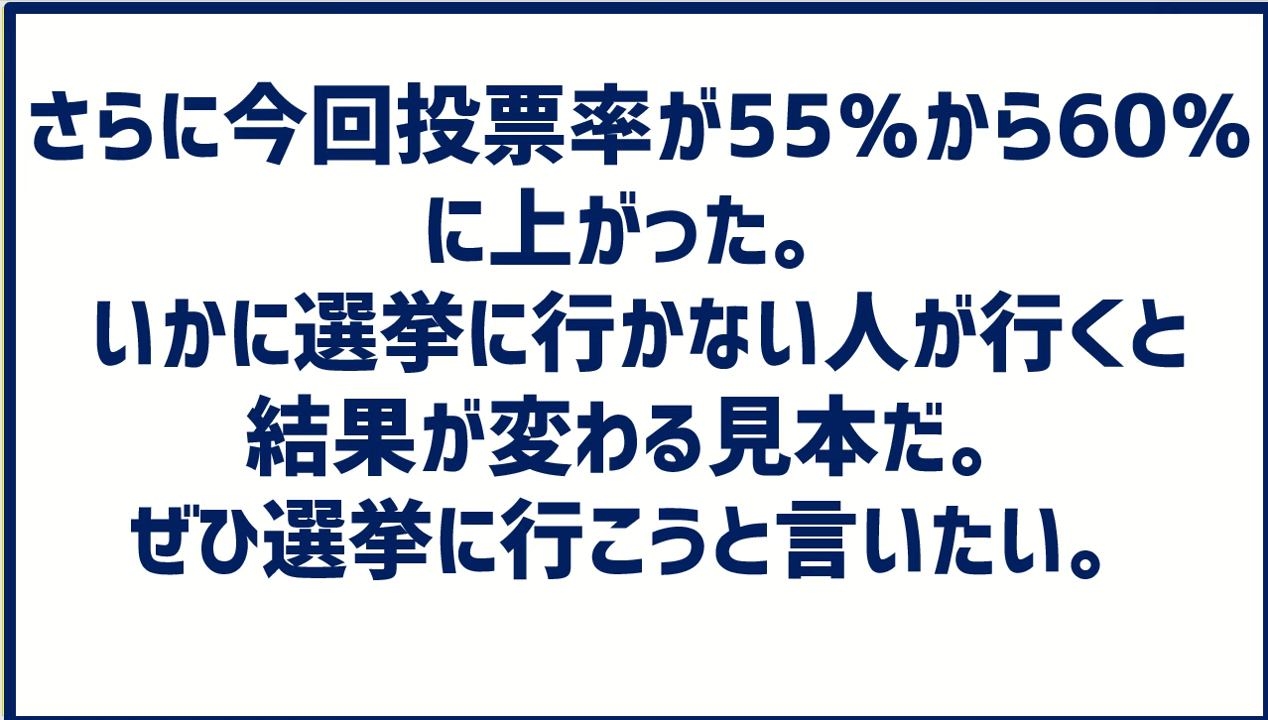 さらに今回投票率が55%から60%
に上がった。
いかに選挙に行かない人が行くと
結果が変わる見本だ。
ぜひ選挙に行こうと言いたい。